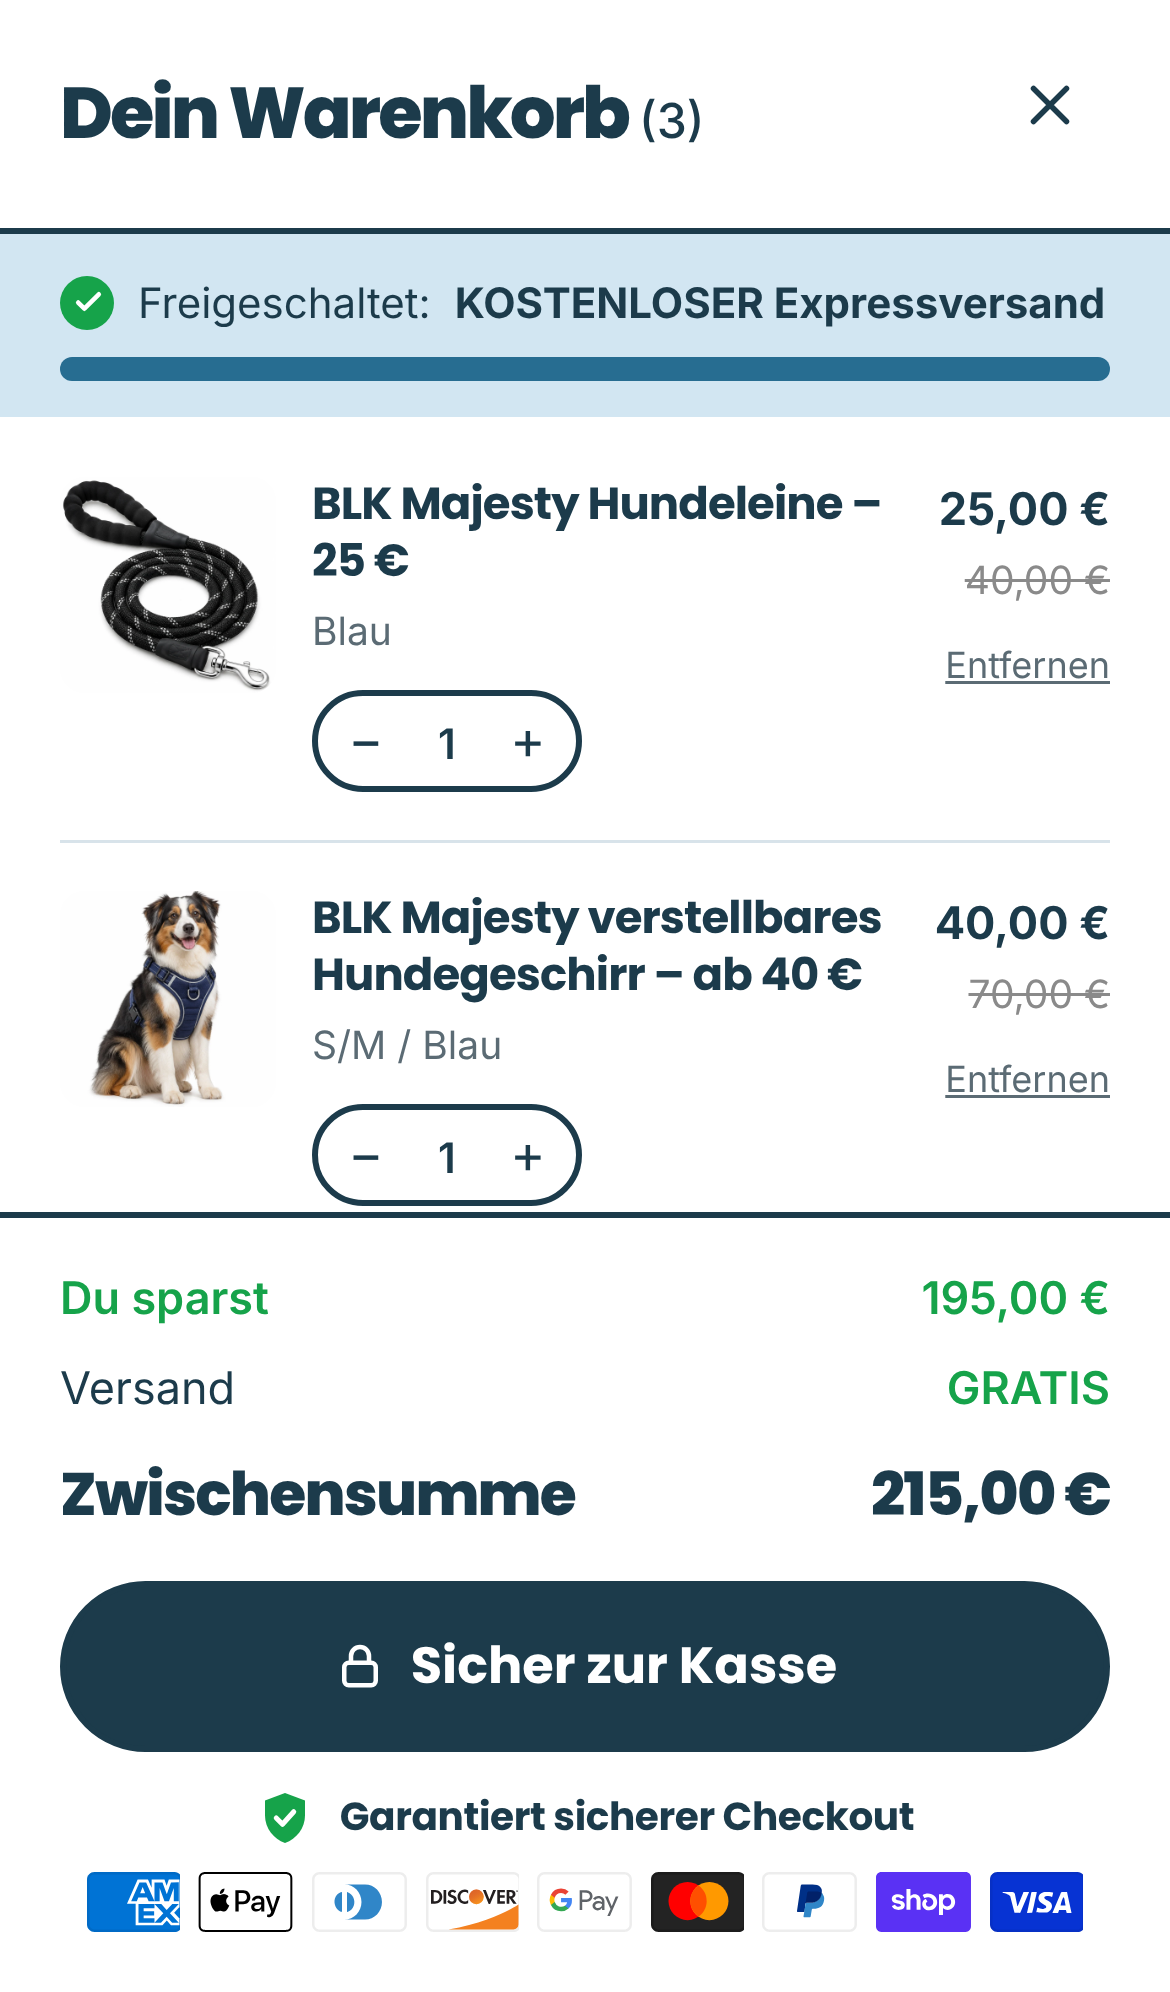 Dein Warenkorb (3)
Freigeschaltet: KOSTENLOSER Expressversand
BLK Majesty Hundeleine –
25 €
Blau
25,00 €
40,00 €
Entfernen
− 1 +
BLK Majesty verstellbares
Hundegeschirr – ab 40 €
S/M / Blau
40,00 €
70,00 €
Entfernen
− 1 +
Du sparst 195,00 €
Versand GRATIS
Zwischensumme 215,00 €
Sicher zur Kasse
Garantiert sicherer Checkout
AM EX Pay DISCOVER G Pay shop VISA